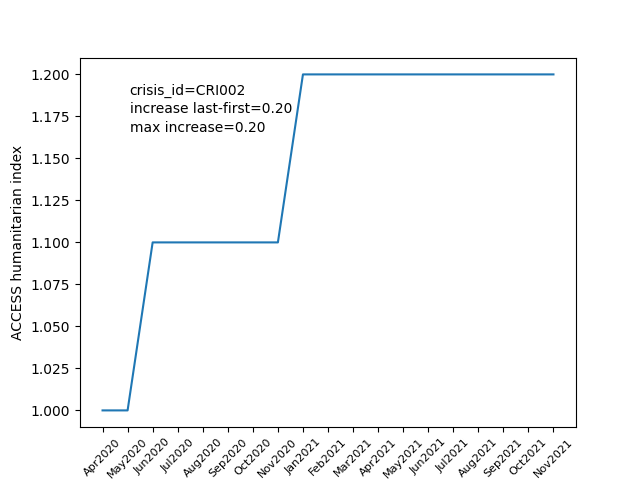 1.200
1.175
1.150
1.125
1.100
1.075
1.050
1.025
1.000
ACCESS humanitarian index
crisis_id=CRI002
increase last-first=0.20
max increase=0.20
Apr2020
May2020
Jun2020
Jul2020
Aug2020
Sep2020
Oct2020
Nov2020
Jan2021
Feb2021
Mar2021
Apr2021
May2021
Jun2021
Jul2021
Aug2021
Sep2021
Oct2021
Nov2021